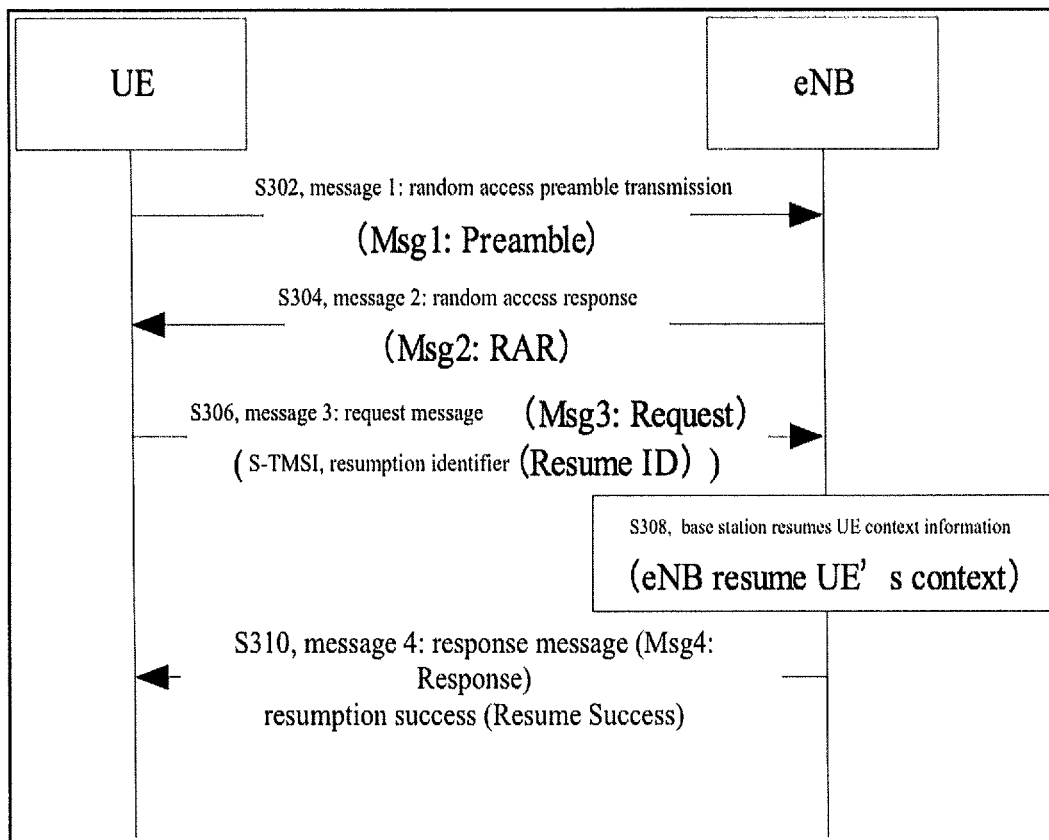 UE
eNB
S302, message 1: random access preamble transmission
(Msg1: Preamble)
S304, message 2: random access response
(Msg2: RAR)
S306, message 3: request message (Msg3: Request)
( S-TMSI, resumption identifier (Resume ID) )
S308, base station resumes UE context information
(eNB resume UE' s context)
S310, message 4: response message (Msg4:
Response)
resumption success (Resume Success)